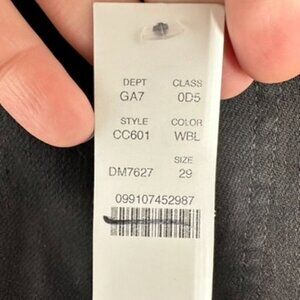 DEPT CLASS
GA7 0D5
STYLE COLOR
CC601 WBL
SIZE
DM7627 29
099107452987